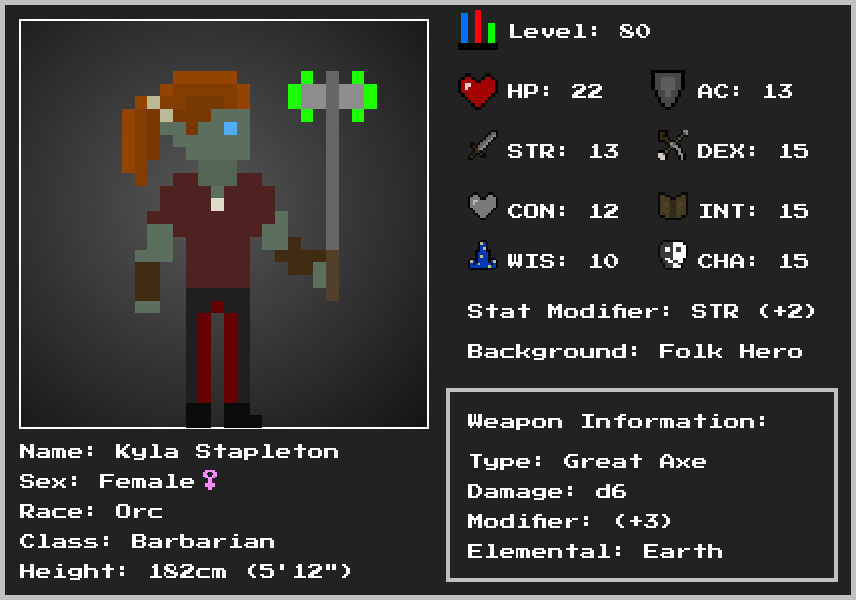 Level: 80
HP: 22
AC: 13
STR: 13
DEX: 15
CON: 12
INT: 15
WIS: 10
CHA: 15
Stat Modifier: STR (+2)
Background: Folk Hero
Weapon Information:
Type: Great Axe
Damage: d6
Modifier: (+3)
Elemental: Earth
Name: Kyla Stapleton
Sex: Female♀
Race: Orc
Class: Barbarian
Height: 182cm (5'12")